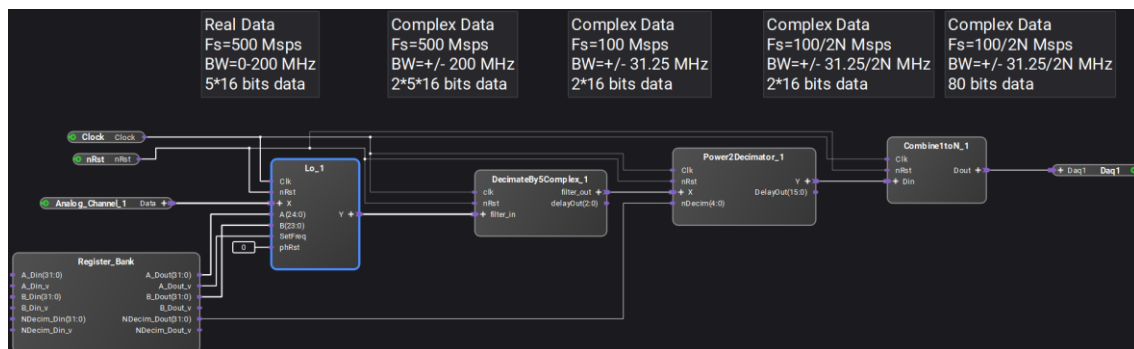 Real Data
Fs=500 Msps
BW=0-200 MHz
5*16 bits data
Complex Data
Fs=500 Msps
BW=+/- 200 MHz
2*5*16 bits data
Complex Data
Fs=100 Msps
BW=+/- 31.25 MHz
2*16 bits data
Complex Data
Fs=100/2N Msps
BW=+/- 31.25/2N MHz
2*16 bits data
Complex Data
Fs=100/2N Msps
BW=+/- 31.25/2N MHz
80 bits data
Clock Clock
nRst nRst
Analog_Channel_1 Data +
Lo_1
Clk
nRst
+ X
A(24:0) Y +
B(23:0)
SetFreq
phRst
0
DecimateBy5Complex_1
clk filter_out +
nRst delayOut(2:0)
+ filter_in
Power2Decimator_1
Clk
nRst Y +
+ X DelayOut(15:0)
nDecim(4:0)
Combine1toN_1
Clk
nRst Dout +
+ Din
+ Daq1 Daq1
Register_Bank
A_Din(31:0) A_Dout(31:0)
A_Din_v A_Dout_v
B_Din(31:0) B_Dout(31:0)
B_Din_v B_Dout_v
NDecim_Din(31:0) NDecim_Dout(31:0)
NDecim_Din_v NDecim_Dout_v